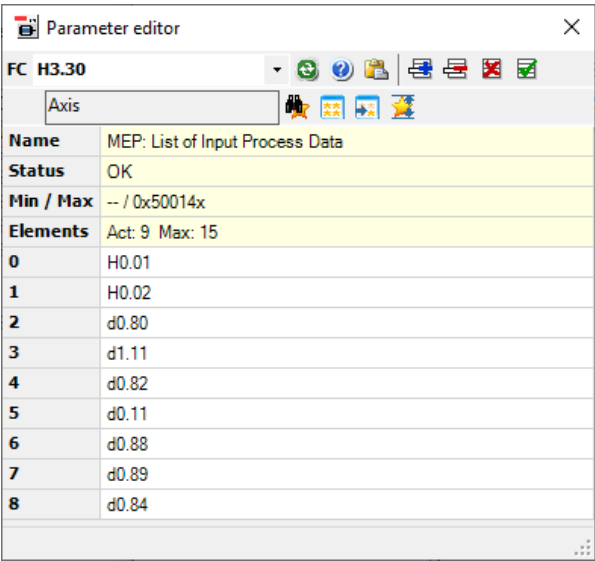 Parameter editor
FC H3.30
Axis
Name MEP: List of Input Process Data
Status OK
Min / Max -- / 0x50014x
Elements Act: 9 Max: 15
0 H0.01
1 H0.02
2 d0.80
3 d1.11
4 d0.82
5 d0.11
6 d0.88
7 d0.89
8 d0.84